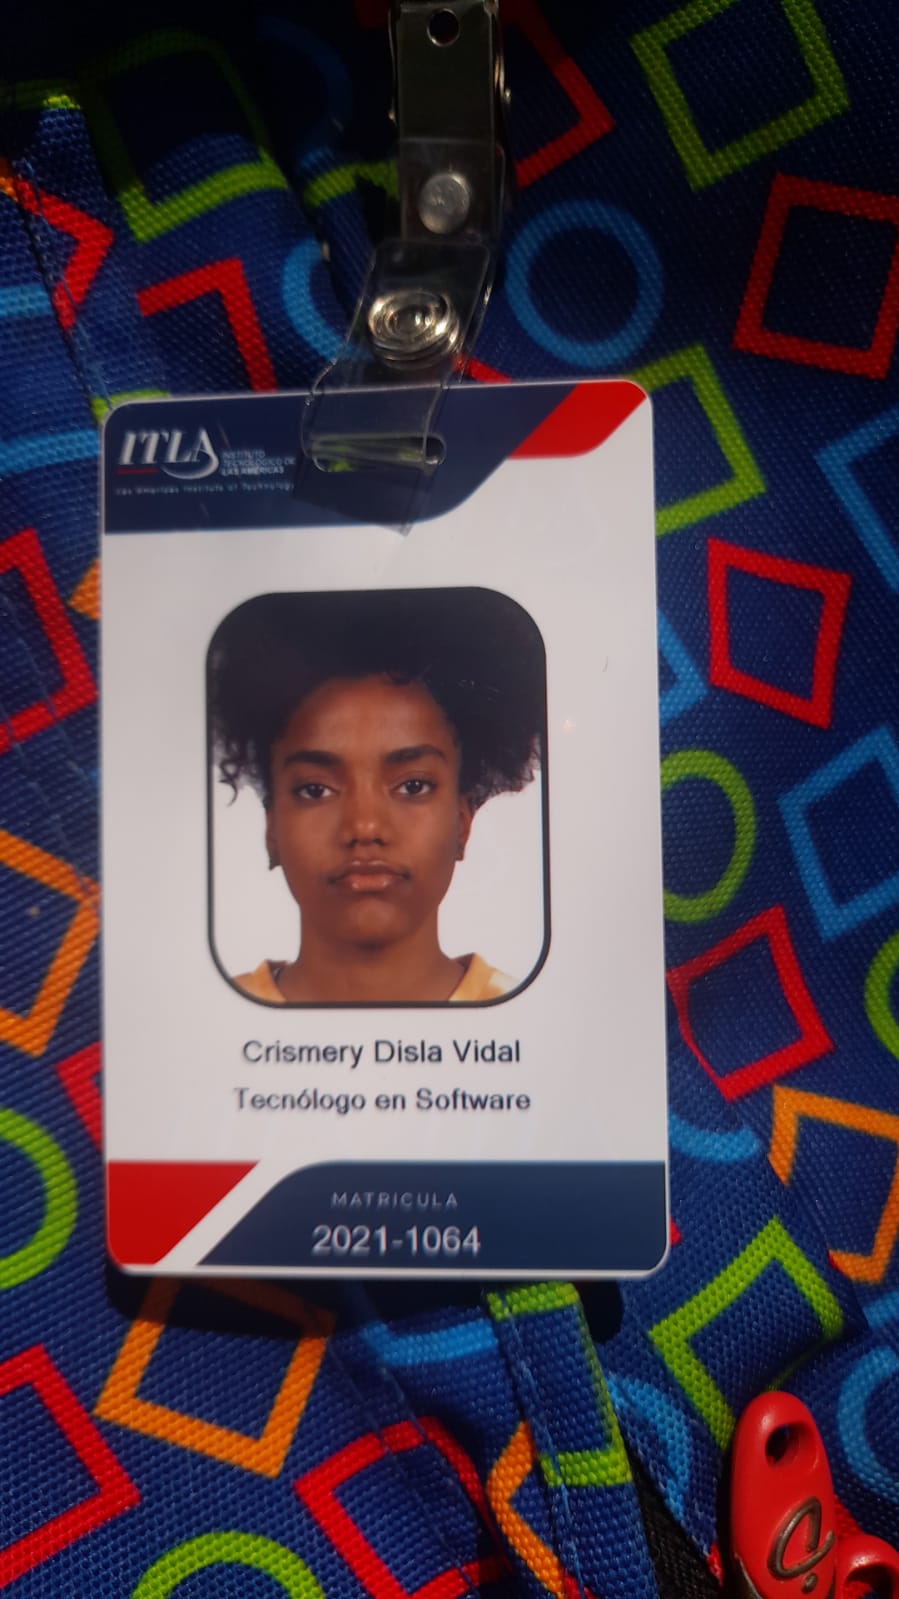 ITLA
INSTITUTO
TECNOLÓGICO DE
LAS AMÉRICAS
Las Américas Institute of Technology
Crismery Disla Vidal
Tecnólogo en Software
MATRICULA
2021-1064